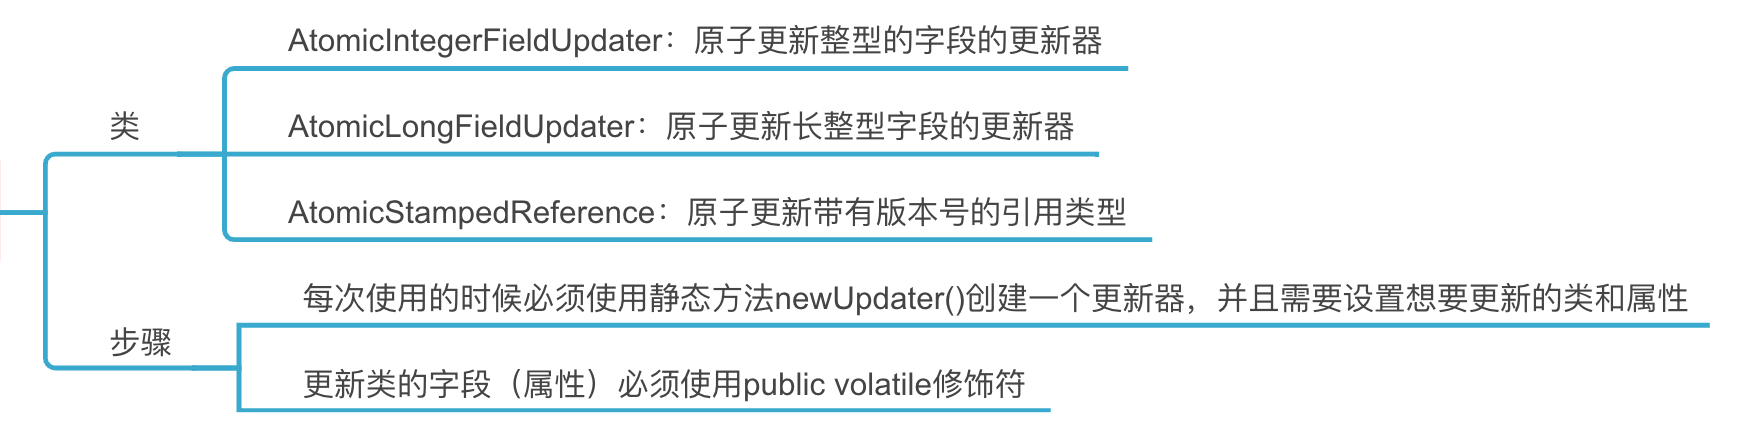 类
AtomicIntegerFieldUpdater：原子更新整型的字段的更新器
AtomicLongFieldUpdater：原子更新长整型字段的更新器
AtomicStampedReference：原子更新带有版本号的引用类型
步骤
每次使用的时候必须使用静态方法newUpdater()创建一个更新器，并且需要设置想要更新的类和属性
更新类的字段（属性）必须使用public volatile修饰符